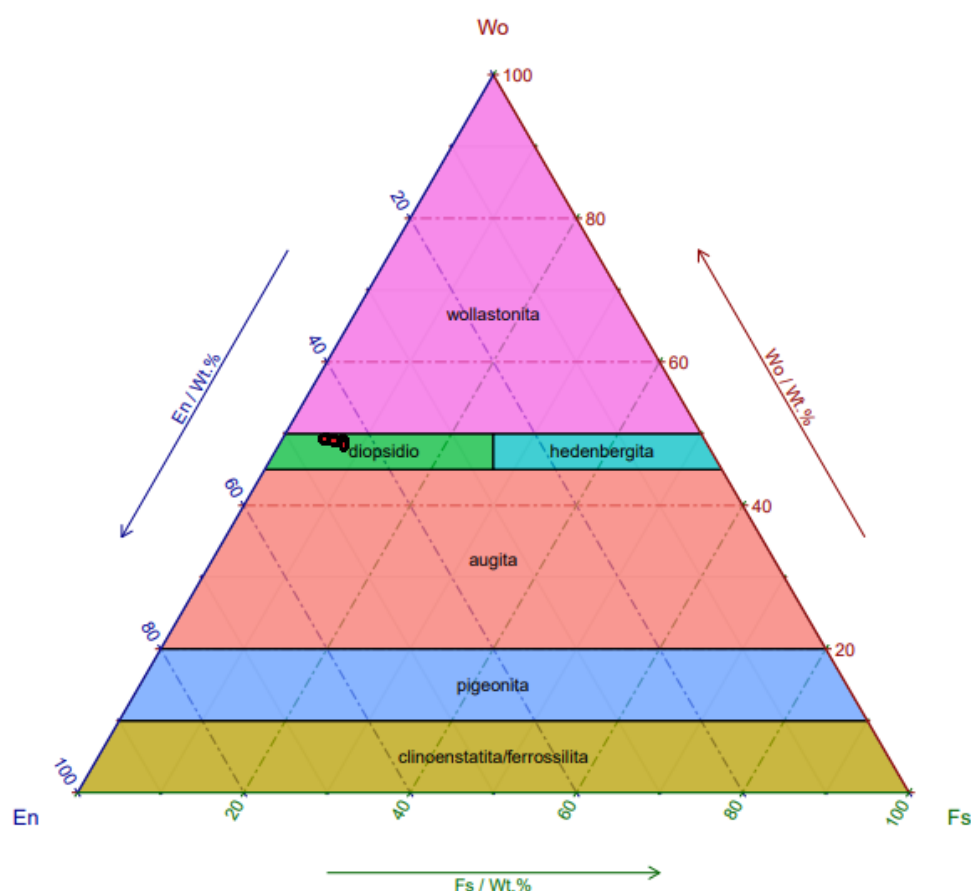 Wo
100
20
80
wollastonita
40
60
En / Wt.%
Wo / Wt.%
diopsidio
hedenbergita
60
40
augita
80
20
pigeonita
clinoenstatita/ferrossilita
100
En
20
40
60
80
100
Fs
Fs / Wt.%